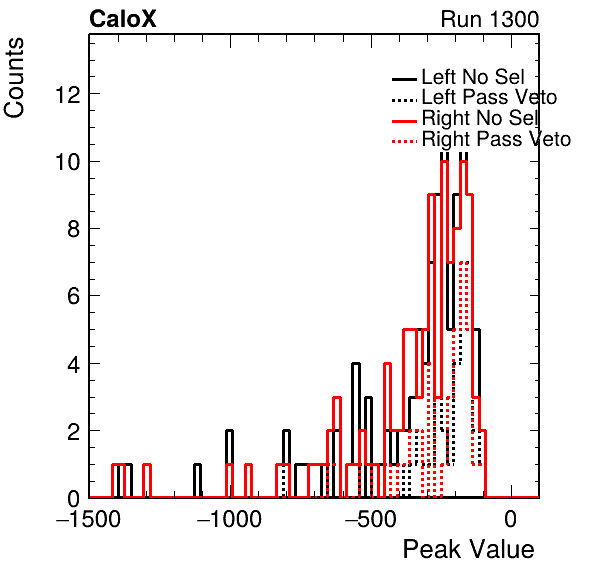 CaloX Run 1300
Counts
Left No Sel
Left Pass Veto
Right No Sel
Right Pass Veto
12
10
8
6
4
2
0
−1500 −1000 −500 0
Peak Value